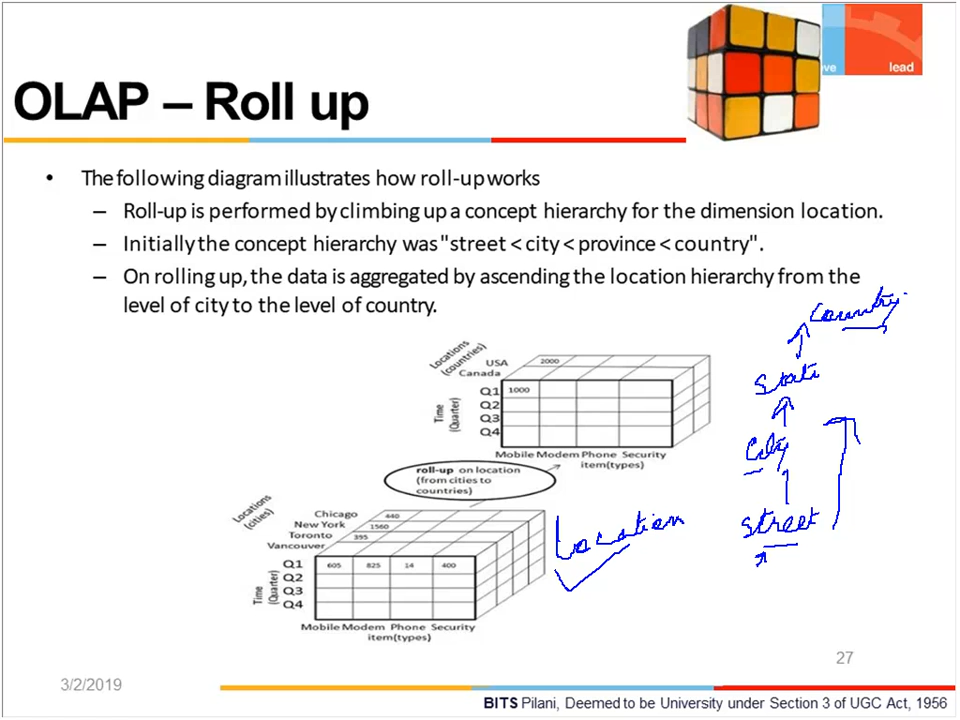 OLAP – Roll up
ve
lead
• The following diagram illustrates how roll-up works
– Roll-up is performed by climbing up a concept hierarchy for the dimension location.
– Initially the concept hierarchy was "street < city < province < country".
– On rolling up, the data is aggregated by ascending the location hierarchy from the
level of city to the level of country.
Country
State
City
Street
Location
Locations
(countries)
USA
Canada
2000
1000
Time
(Quarter)
Q1
Q2
Q3
Q4
Mobile Modem Phone Security
item(types)
roll-up on location
(from cities to
countries)
Locations
(cities)
Chicago
New York
Toronto
Vancouver
440
1560
395
Time
(Quarter)
Q1
Q2
Q3
Q4
605 825 14 400
Mobile Modem Phone Security
item(types)
27
3/2/2019
BITS Pilani, Deemed to be University under Section 3 of UGC Act, 1956